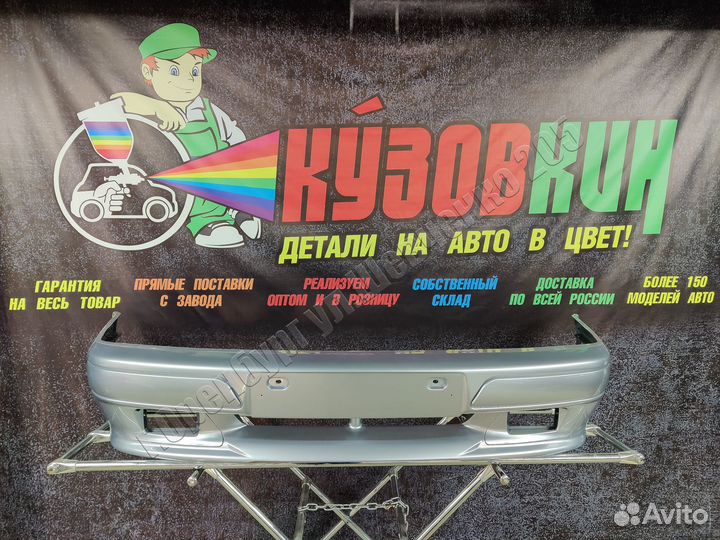 КУЗОВКИН
ДЕТАЛИ НА АВТО В ЦВЕТ!
ГАРАНТИЯ
НА ВЕСЬ ТОВАР
ПРЯМЫЕ ПОСТАВКИ
С ЗАВОДА
РЕАЛИЗУЕМ
ОПТОМ И В РОЗНИЦУ
СОБСТВЕННЫЙ
СКЛАД
ДОСТАВКА
ПО ВСЕЙ РОССИИ
БОЛЕЕ 150
МОДЕЛЕЙ АВТО
Avito